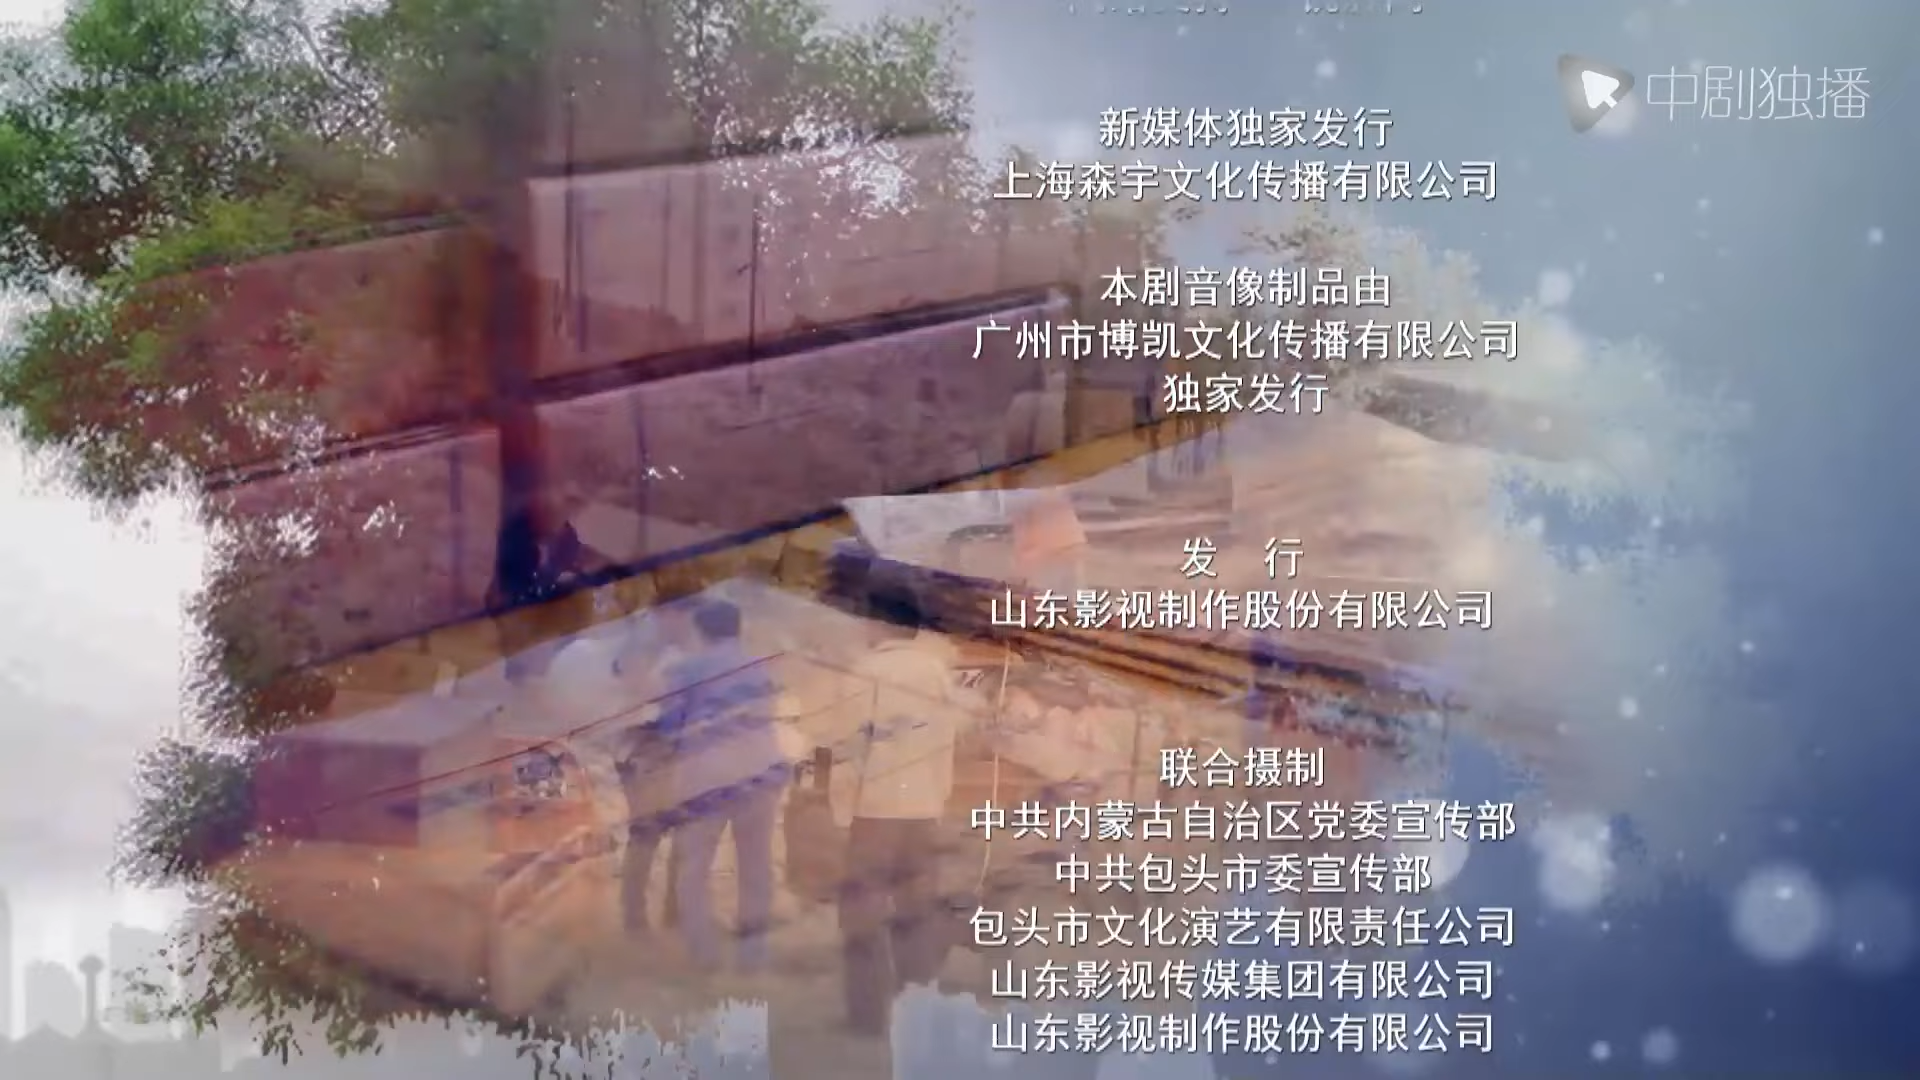 中剧独播
新媒体独家发行
上海森宇文化传播有限公司
本剧音像制品由
广州市博凯文化传播有限公司
独家发行
发 行
山东影视制作股份有限公司
联合摄制
中共内蒙古自治区党委宣传部
中共包头市委宣传部
包头市文化演艺有限责任公司
山东影视传媒集团有限公司
山东影视制作股份有限公司